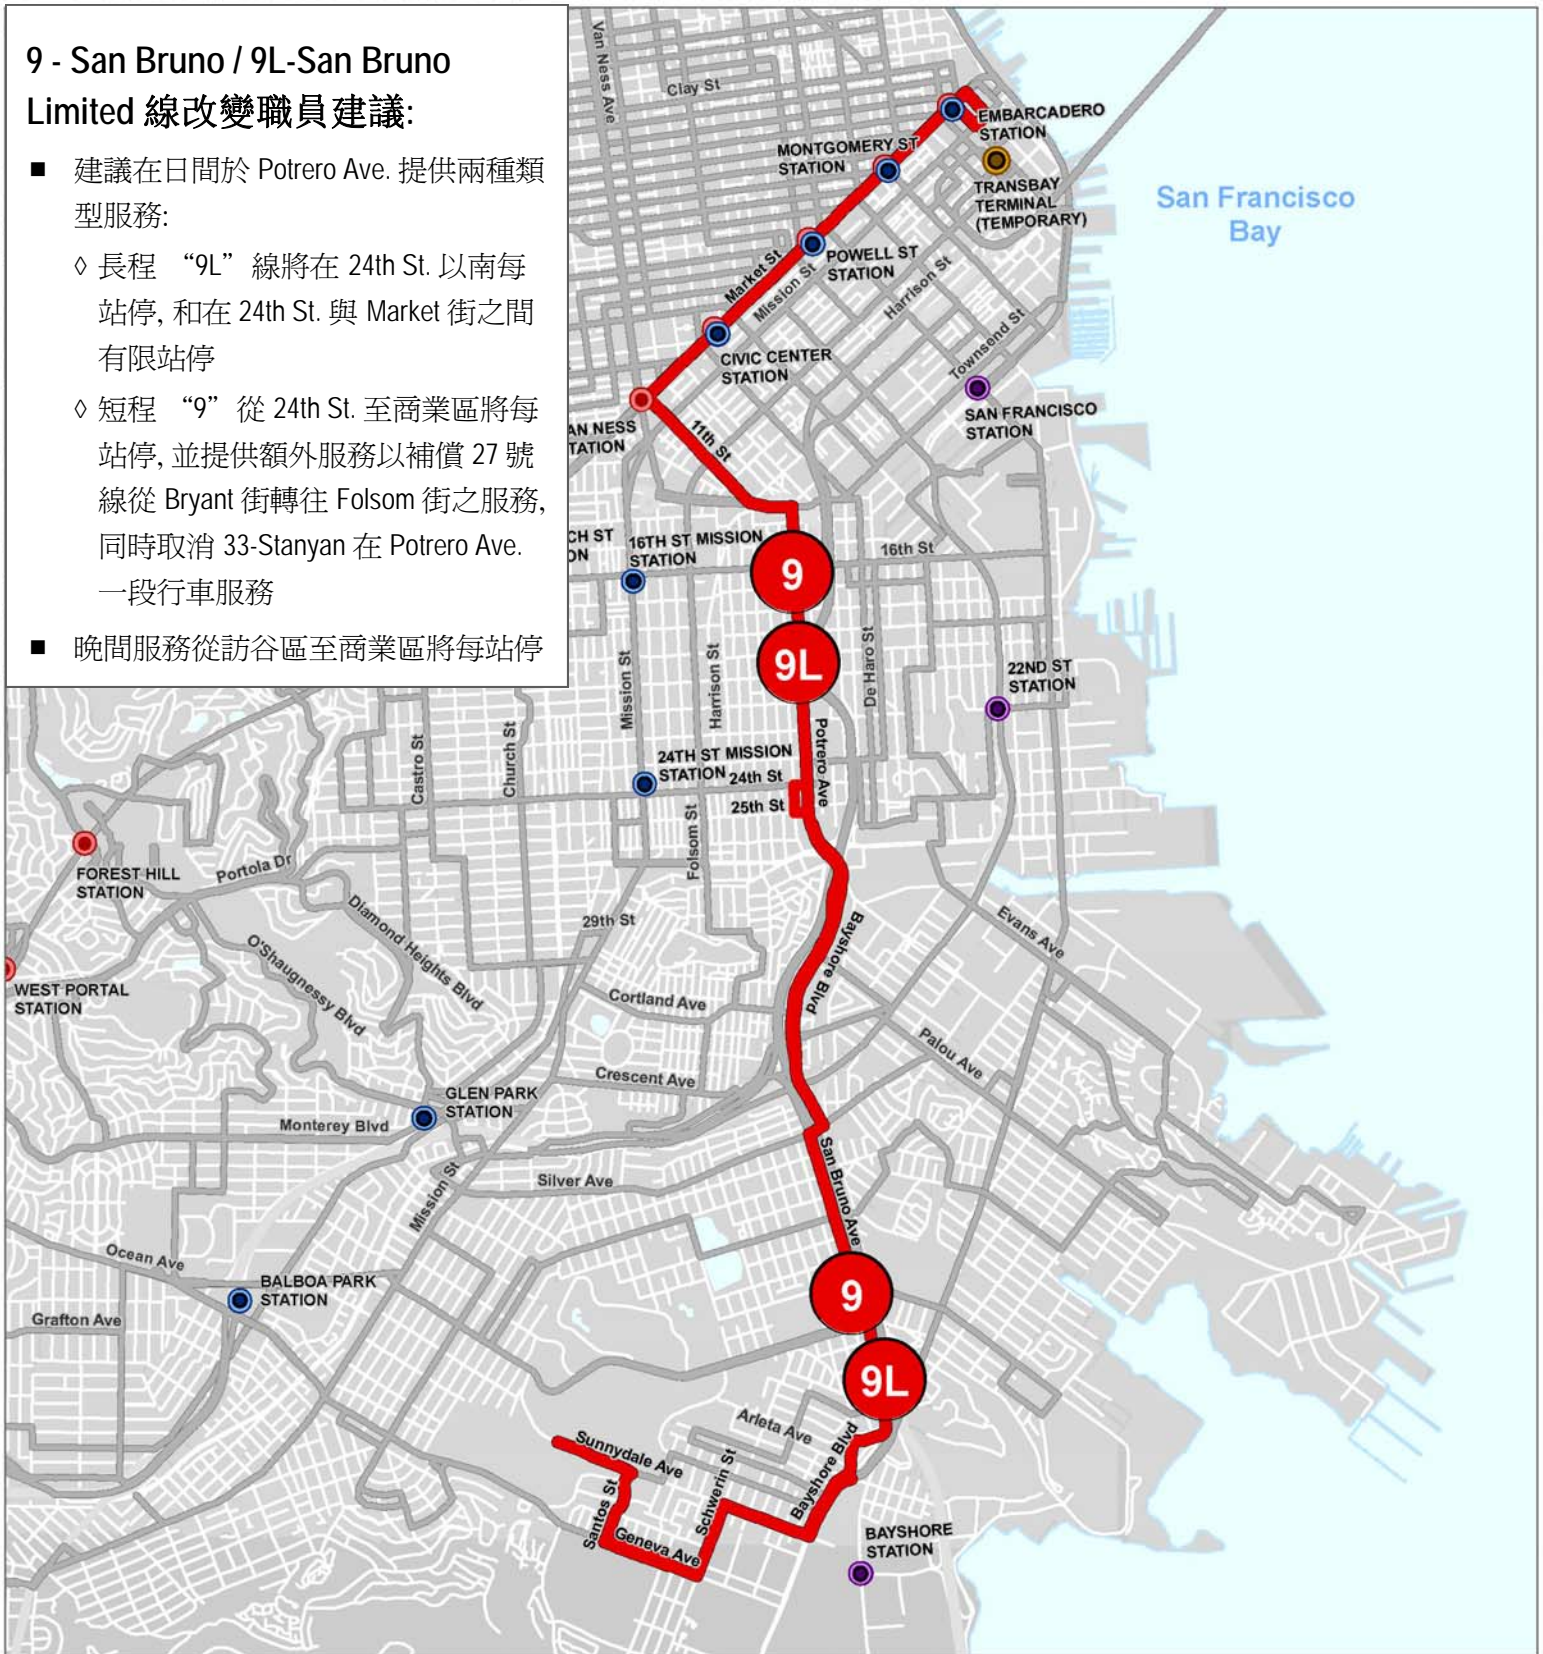 9 - San Bruno / 9L-San Bruno
Limited 線改變職員建議:
■ 建議在日間於 Potrero Ave. 提供兩種類
型服務:
◊ 長程 “9L” 線將在 24th St. 以南每
站停, 和在 24th St. 與 Market 街之間
有限站停
◊ 短程 “9” 從 24th St. 至商業區將每
站停, 並提供額外服務以補償 27 號
線從 Bryant 街轉往 Folsom 街之服務,
同時取消 33-Stanyan 在 Potrero Ave.
一段行車服務
■ 晚間服務從訪谷區至商業區將每站停
Van Ness Ave
Clay St
EMBARCADERO
STATION
MONTGOMERY ST
STATION
TRANSBAY
TERMINAL
(TEMPORARY)
San Francisco
Bay
POWELL ST
STATION
Market St
Mission St
Harrison St
Townsend St
CIVIC CENTER
STATION
SAN FRANCISCO
STATION
AN NESS
TATION
11th St
CH ST
ON
16TH ST MISSION
STATION
16th St
9
9L
Mission St
Harrison St
De Haro St
22ND ST
STATION
Castro St
Church St
24TH ST MISSION
STATION
24th St
25th St
Potrero Ave
Folsom St
FOREST HILL
STATION
Portola Dr
Diamond Heights Blvd
29th St
O'Shaugnessy Blvd
Bayshore Blvd
Evans Ave
WEST PORTAL
STATION
Cortland Ave
Palou Ave
Crescent Ave
GLEN PARK
STATION
Monterey Blvd
Mission St
Silver Ave
San Bruno Ave
Ocean Ave
BALBOA PARK
STATION
Grafton Ave
9
9L
Arleta Ave
Sunnydale Ave
Santos St
Schwerin St
Bayshore Blvd
Geneva Ave
BAYSHORE
STATION